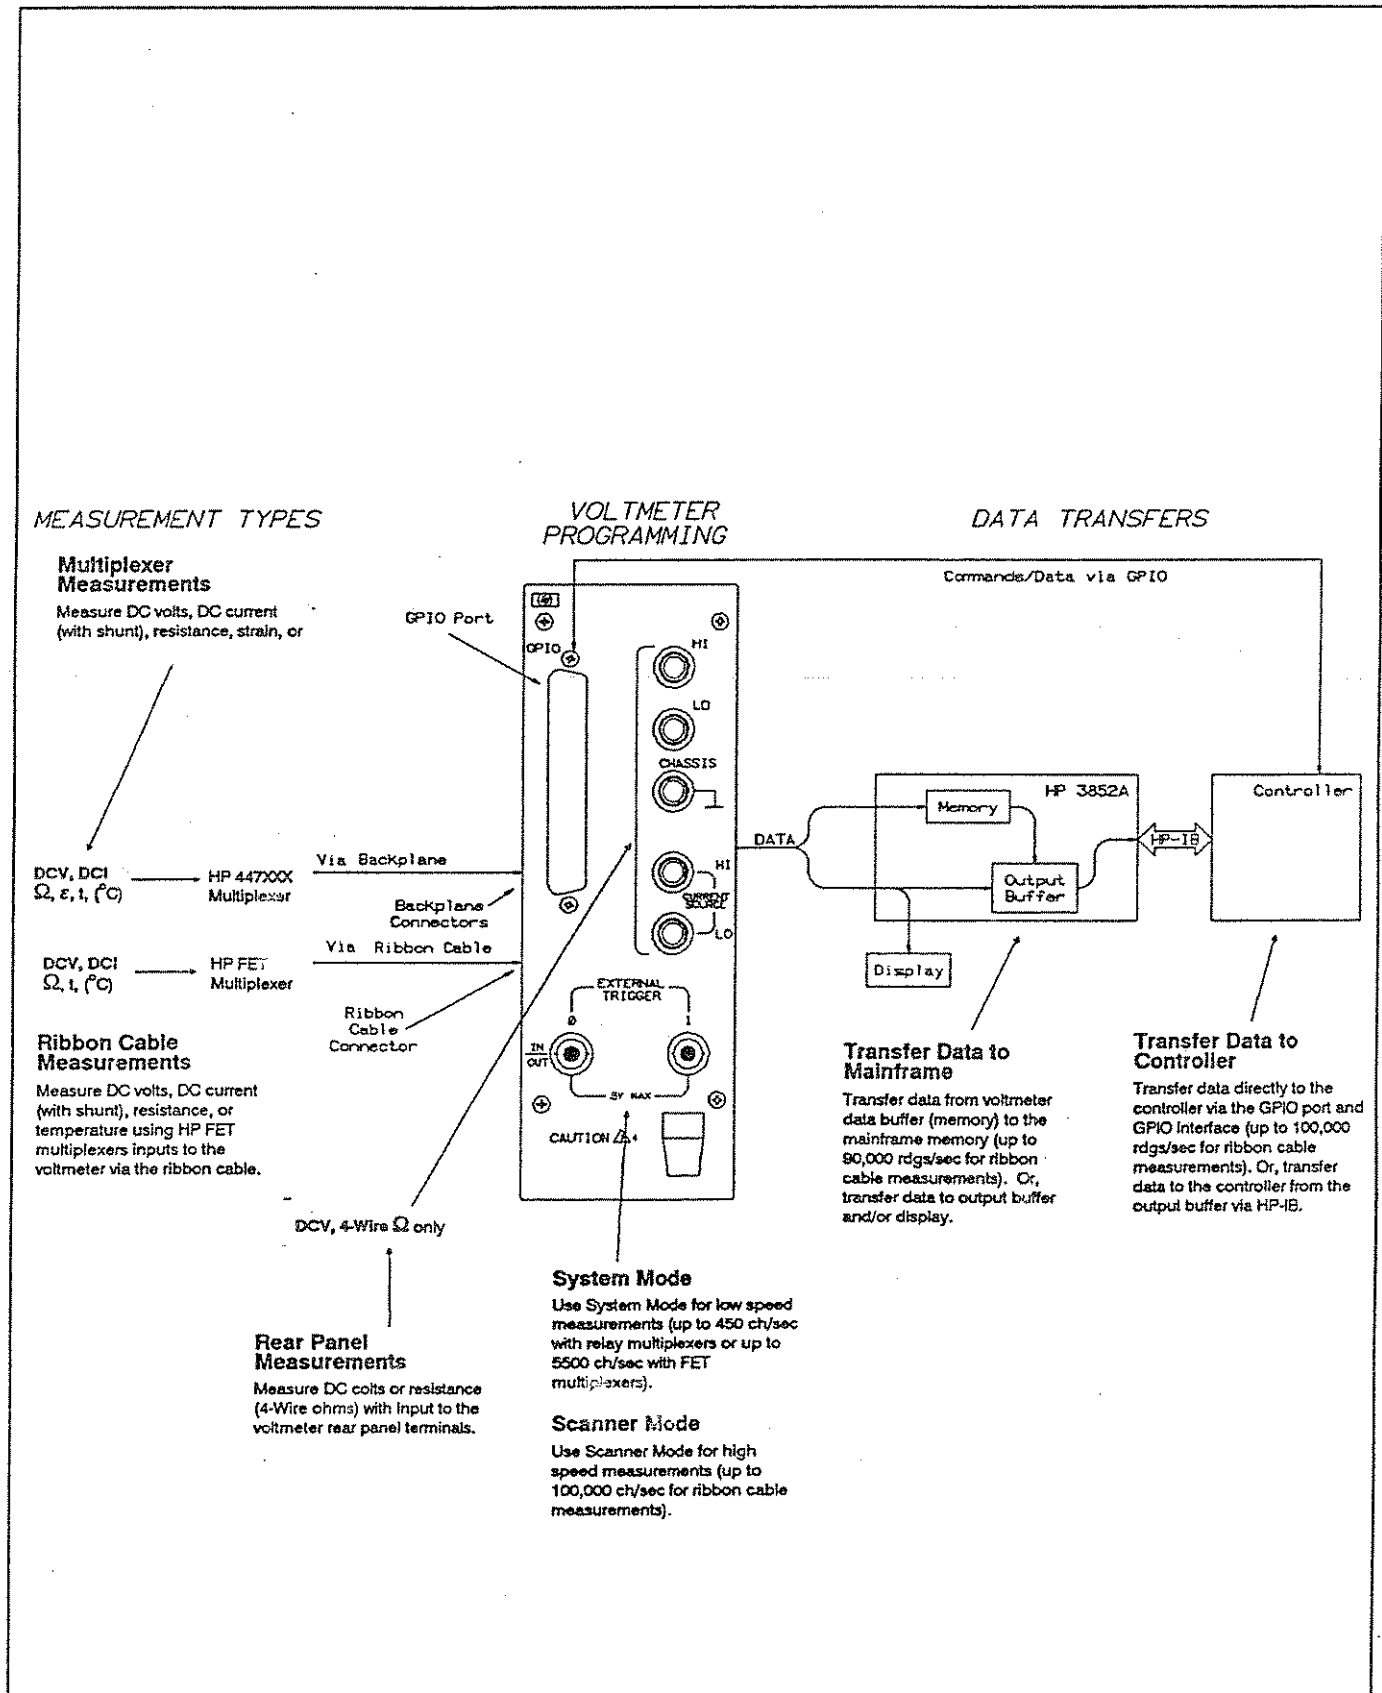 MEASUREMENT TYPES
Multiplexer
Measurements
Measure DC volts, DC current
(with shunt), resistance, strain, or
DCV, DCI
Ω, ε, t, (°C)
HP 447XXX
Multiplexer
Via Backplane
Backplane
Connectors
DCV, DCI
Ω, t, (°C)
HP FET
Multiplexer
Via Ribbon Cable
Ribbon
Cable
Connector
Ribbon Cable
Measurements
Measure DC volts, DC current
(with shunt), resistance, or
temperature using HP FET
multiplexers inputs to the
voltmeter via the ribbon cable.
DCV, 4-Wire Ω only
Rear Panel
Measurements
Measure DC colts or resistance
(4-Wire ohms) with input to the
voltmeter rear panel terminals.
VOLTMETER
PROGRAMMING
GPIO Port
hp
GPIO
HI
LO
CHASSIS
HI
CURRENT
SOURCE
LO
EXTERNAL
TRIGGER
0
1
IN
OUT
5V MAX
CAUTION
4
System Mode
Use System Mode for low speed
measurements (up to 450 ch/sec
with relay multiplexers or up to
5500 ch/sec with FET
multiplexers).
Scanner Mode
Use Scanner Mode for high
speed measurements (up to
100,000 ch/sec for ribbon cable
measurements).
DATA TRANSFERS
Commands/Data via GPIO
DATA
HP 3852A
Memory
Output
Buffer
Display
HP-IB
Controller
Transfer Data to
Mainframe
Transfer data from voltmeter
data buffer (memory) to the
mainframe memory (up to
90,000 rdgs/sec for ribbon
cable measurements). Or,
transfer data to output buffer
and/or display.
Transfer Data to
Controller
Transfer data directly to the
controller via the GPIO port and
GPIO Interface (up to 100,000
rdgs/sec for ribbon cable
measurements). Or, transfer
data to the controller from the
output buffer via HP-IB.